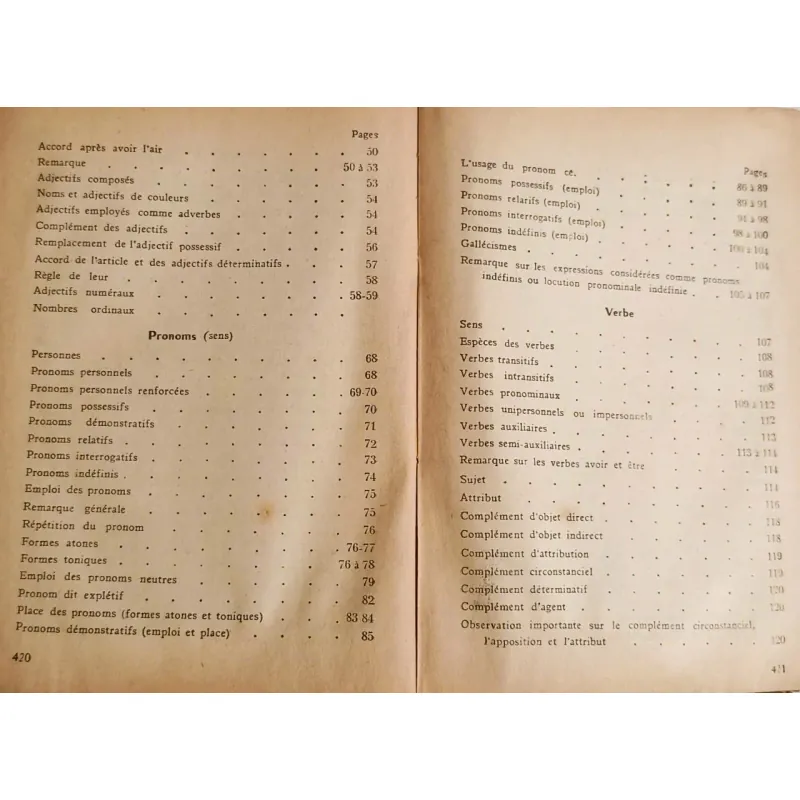 Pages
Accord après avoir l'air . . . . . . . 50
Remarque . . . . . . . . . 50 à 53
Adjectifs composés . . . . . . . . 53
Noms et adjectifs de couleurs . . . . . . 54
Adjectifs employés comme adverbes . . . . . 54
Complément des adjectifs . . . . . . . 54
Remplacement de l'adjectif possessif . . . . . 56
Accord de l'article et des adjectifs déterminatifs . . . 57
Règle de leur . . . . . . . . . 58
Adjectifs numéraux . . . . . . . . 58-59
Nombres ordinaux . . . . . . . .
Pronoms (sens)
Personnes . . . . . . . . . . 68
Pronoms personnels . . . . . . . . 68
Pronoms personnels renforcées . . . . . . 69-70
Pronoms possessifs . . . . . . . . 70
Pronoms démonstratifs . . . . . . . 71
Pronoms relatifs . . . . . . . . . 72
Pronoms interrogatifs . . . . . . . . 73
Pronoms indéfinis . . . . . . . . . 74
Emploi des pronoms . . . . . . . . 75
Remarque générale . . . . . . . . 75
Répétition du pronom . . . . . . . 76
Formes atones . . . . . . . . . 76-77
Formes toniques . . . . . . . . . 76 à 78
Emploi des pronoms neutres . . . . . . 79
Pronom dit explétif . . . . . . . . 82
Place des pronoms (formes atones et toniques) . . . 83 84
Pronoms démonstratifs (emploi et place) . . . . 85
420
Pages
L'usage du pronom ce. . . . . . . 86 à 89
Pronoms possessifs (emploi) . . . . . 89 à 91
Pronoms relarifs (emploi) . . . . . . 91 à 98
Pronoms interrogatifs (emploi) . . . . . 98 à 100
Pronoms indéfinis (emploi) . . . . . . 100 à 104
Gallécismes . . . . . . . . 104
Remarque sur les expressions considérées comme pronoms
indéfinis ou locution pronominale indéfinie . . 105 à 107
Verbe
Sens . . . . . . . . . . 107
Espèces des verbes . . . . . . . 108
Verbes transitifs . . . . . . . . 108
Verbes intransitifs . . . . . . . 108
Verbes pronominaux . . . . . . . 109 à 112
Verbes unipersonnels ou impersonnels . . . . 112
Verbes auxiliaires . . . . . . . . 113
Verbes semi-auxiliaires . . . . . . . 113 à 114
Remarque sur les verbes avoir et être . . . . 114
Sujet . . . . . . . . . . 114
Attribut . . . . . . . . . 116
Complément d'objet direct . . . . . . 118
Complément d'objet indirect . . . . . . 118
Complément d'attribution . . . . . . 119
Complément circonstanciel . . . . . . 119
Complément déterminatif . . . . . . 120
Complément d'agent . . . . . . . 120
Observation importante sur le complément circonstanciel,
l'apposition et l'attribut . . . . . 120
421